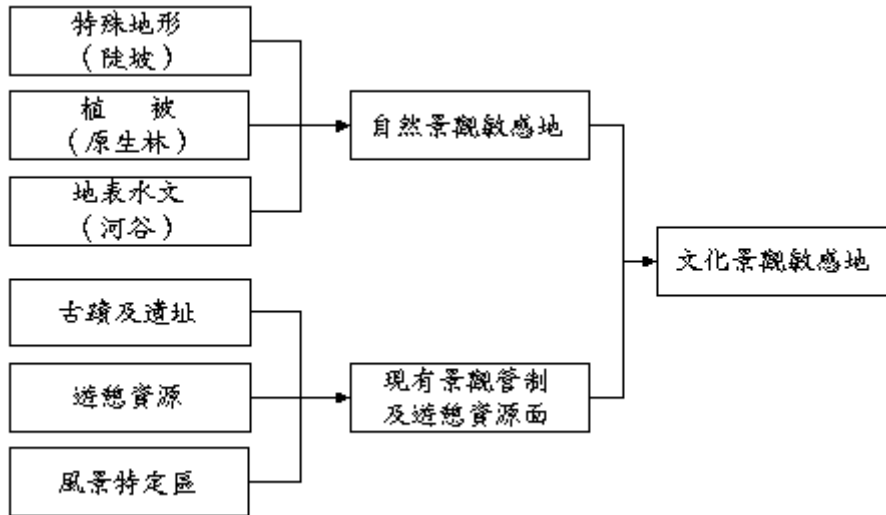 特殊地形
(陡坡)
植 被
(原生林)
地表水文
(河谷)
自然景觀敏感地
古蹟及遺址
遊憩資源
風景特定區
現有景觀管制
及遊憩資源面
文化景觀敏感地